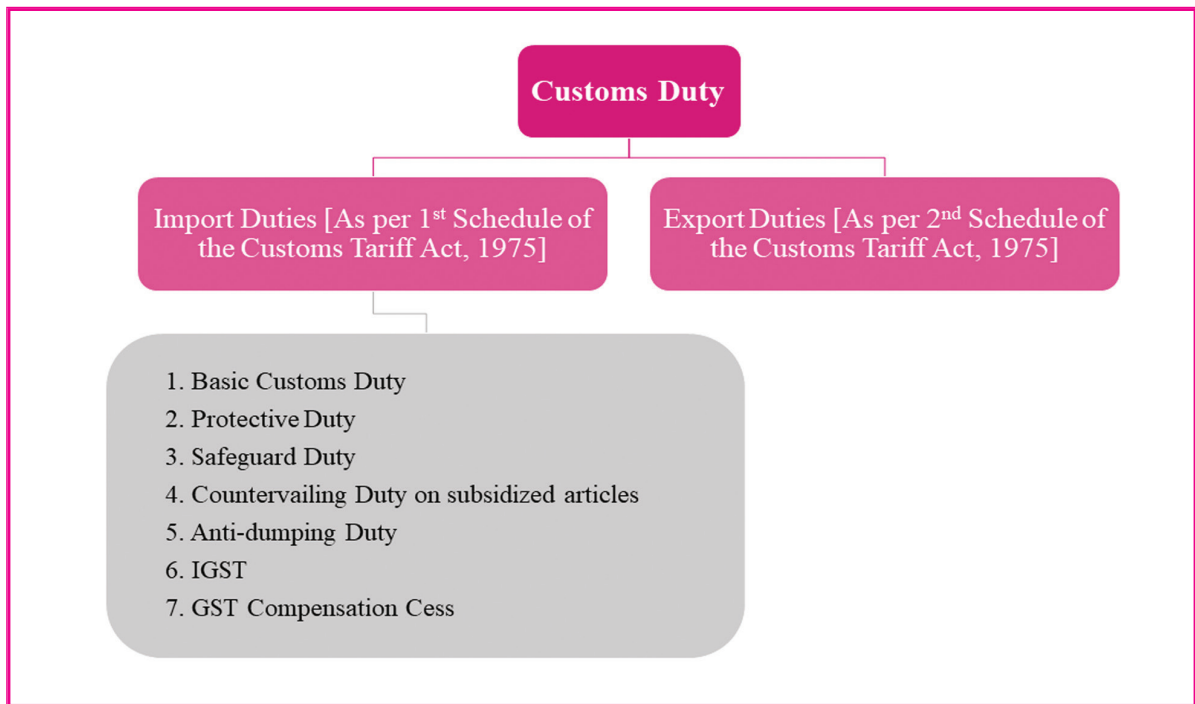 Customs Duty
Import Duties [As per 1st Schedule of
the Customs Tariff Act, 1975]
Export Duties [As per 2nd Schedule of
the Customs Tariff Act, 1975]
1. Basic Customs Duty
2. Protective Duty
3. Safeguard Duty
4. Countervailing Duty on subsidized articles
5. Anti-dumping Duty
6. IGST
7. GST Compensation Cess